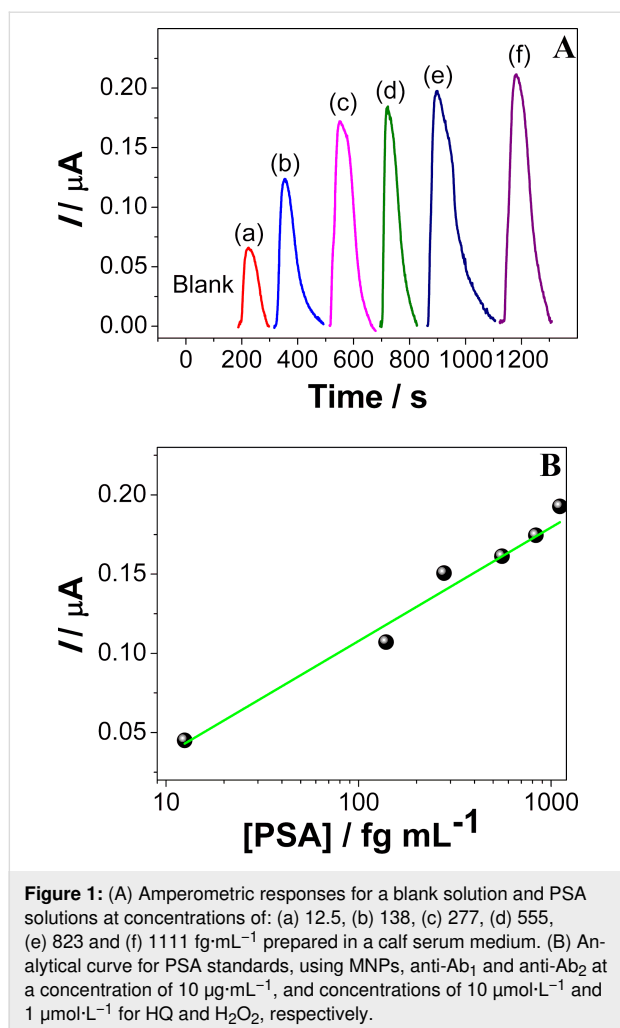 A
(f)
(e)
(d)
(c)
(b)
(a)
Blank
0.20
0.15
0.10
0.05
0.00
I / μA
0 200 400 600 800 1000 1200
Time / s
B
0.20
0.15
0.10
0.05
I / μA
10 100 1000
[PSA] / fg mL⁻¹
Figure 1: (A) Amperometric responses for a blank solution and PSA
solutions at concentrations of: (a) 12.5, (b) 138, (c) 277, (d) 555,
(e) 823 and (f) 1111 fg·mL⁻¹ prepared in a calf serum medium. (B) An-
alytical curve for PSA standards, using MNPs, anti-Ab₁ and anti-Ab₂ at
a concentration of 10 µg·mL⁻¹, and concentrations of 10 µmol·L⁻¹ and
1 µmol·L⁻¹ for HQ and H₂O₂, respectively.